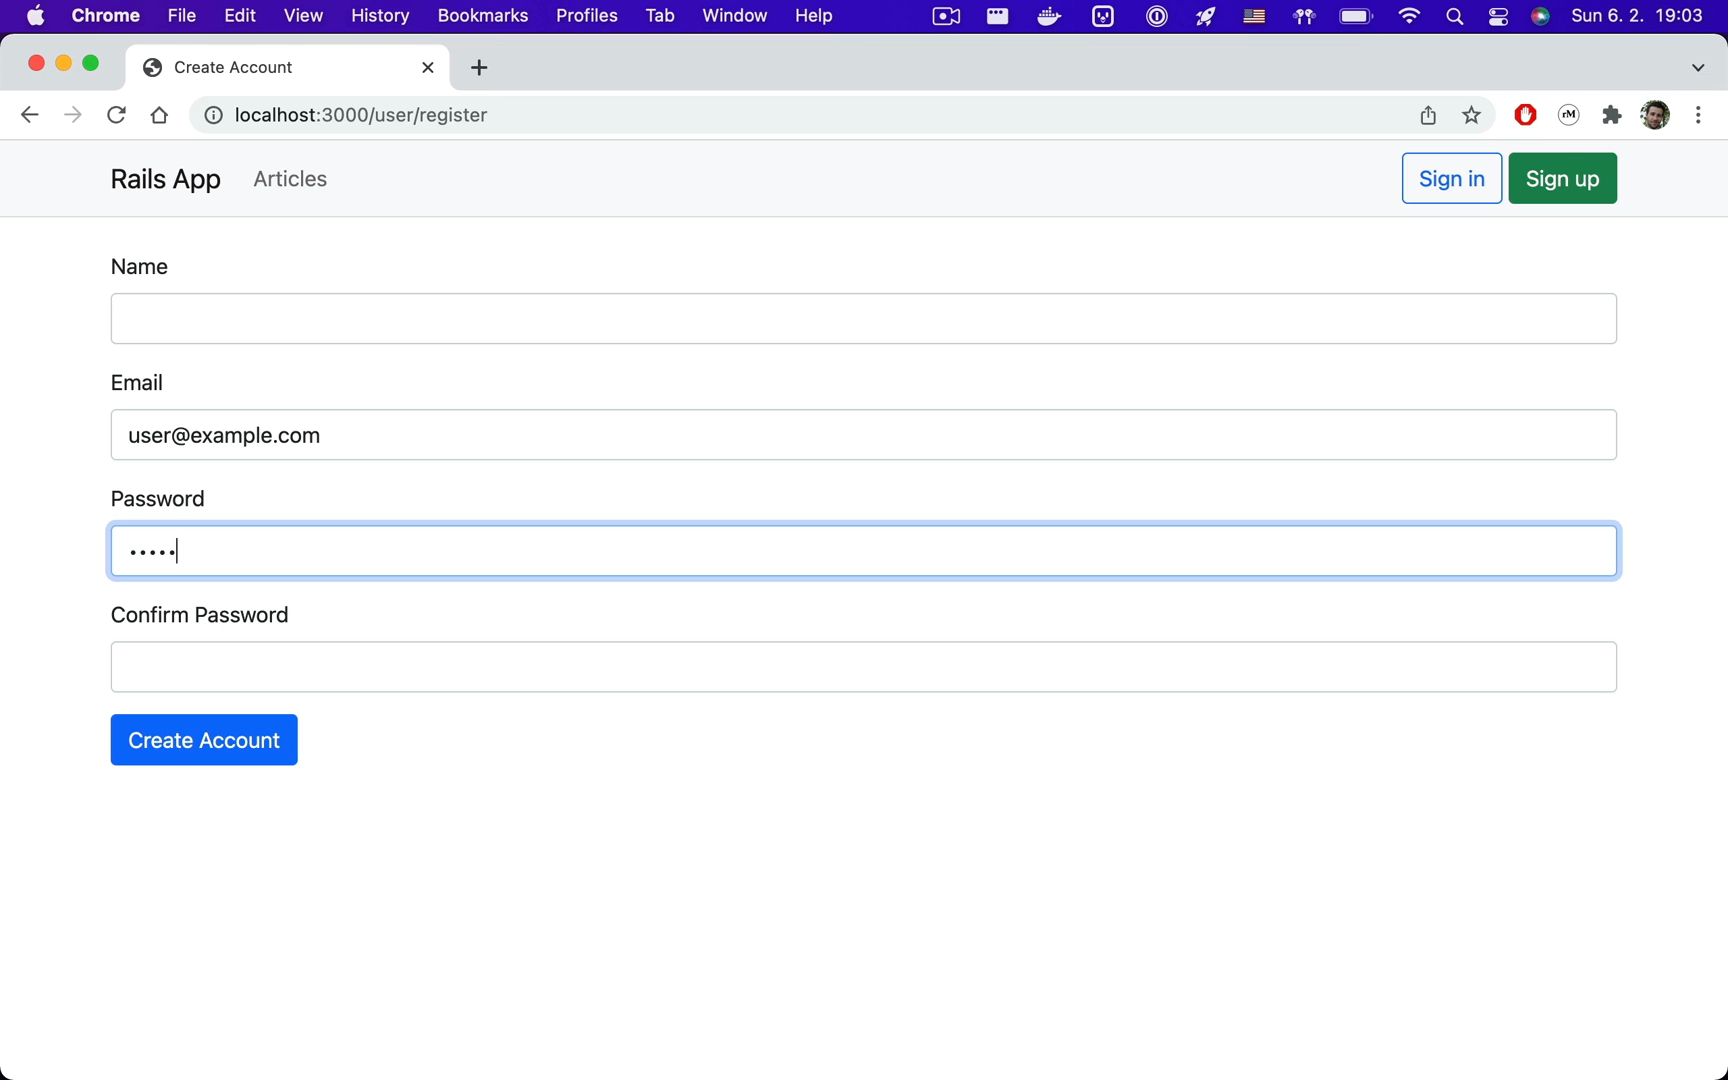 Chrome File Edit View History Bookmarks Profiles Tab Window Help Sun 6. 2. 19:03
Create Account
localhost:3000/user/register rM
Rails App Articles Sign in Sign up
Name
Email
user@example.com
Password
•••••
Confirm Password
Create Account